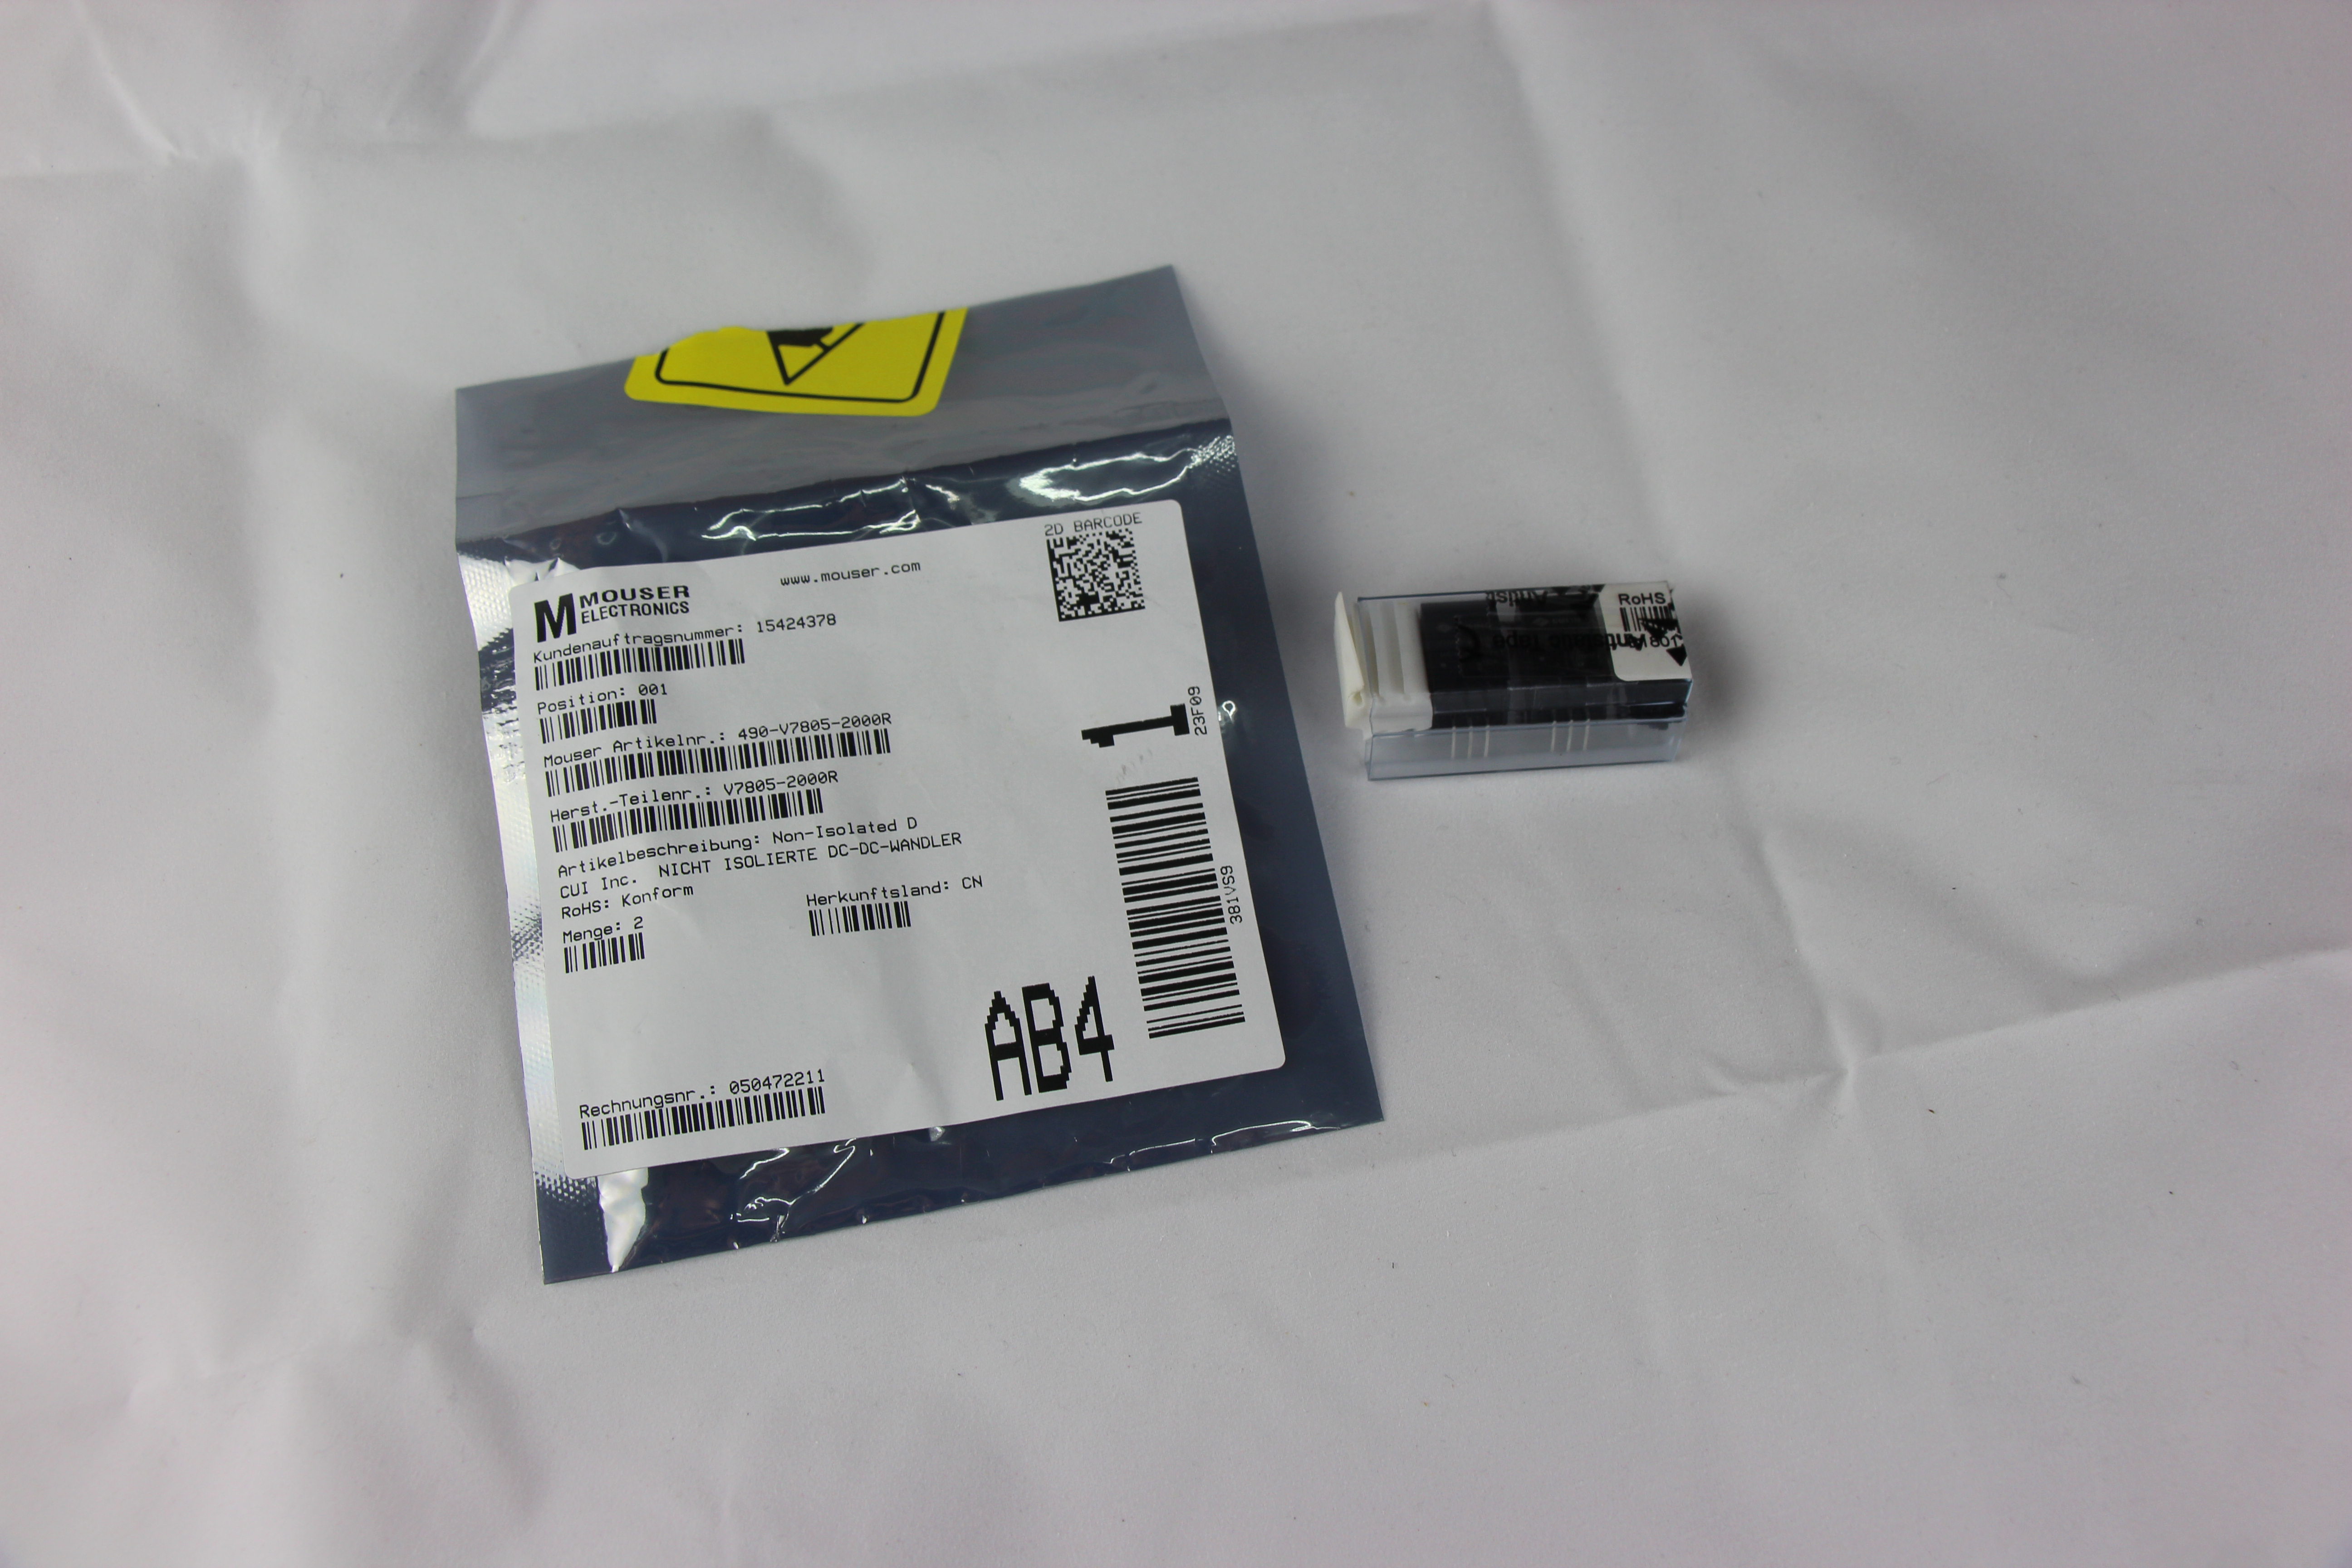 www.mouser.com
2D BARCODE
M MOUSER
ELECTRONICS
Kundenauftragsnummer: 15424378
Position: 001
Mouser Artikelnr.: 490-V7805-2000R
Herst.-Teilenr.: V7805-2000R
Artikelbeschreibung: Non-Isolated D
CUI Inc. NICHT ISOLIERTE DC-DC-WANDLER
RoHS: Konform
Herkunftsland: CN
Menge: 2
Rechnungsnr.: 050472211
AB4
1
23F09
381VS9
RoHS
Tape